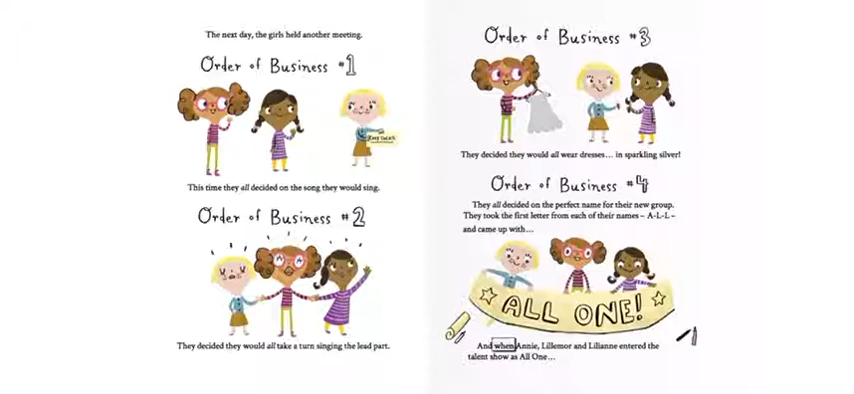 The next day, the girls held another meeting.
Order of Business #1
This time they all decided on the song they would sing.
Order of Business #2
They decided they would all take a turn singing the lead part.
Order of Business #3
They decided they would all wear dresses... in sparkling silver!
Order of Business #4
They all decided on the perfect name for their new group.
They took the first letter from each of their names – A-L-L –
and came up with...
ALL ONE!
And when Annie, Lillemor and Lilianne entered the
talent show as All One...